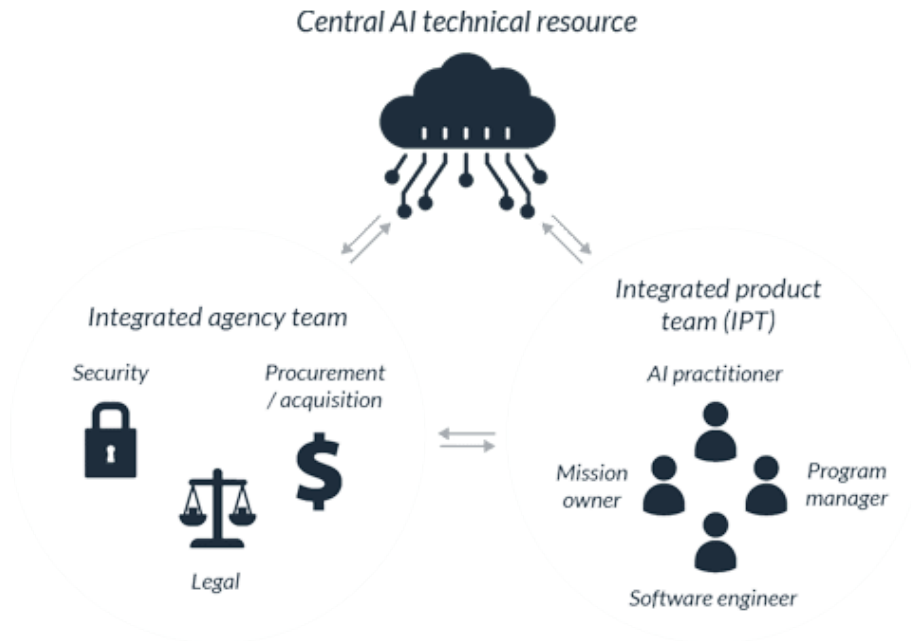 Central AI technical resource
Integrated agency team
Security
Procurement
/ acquisition
$
Legal
Integrated product
team (IPT)
AI practitioner
Mission
owner
Program
manager
Software engineer